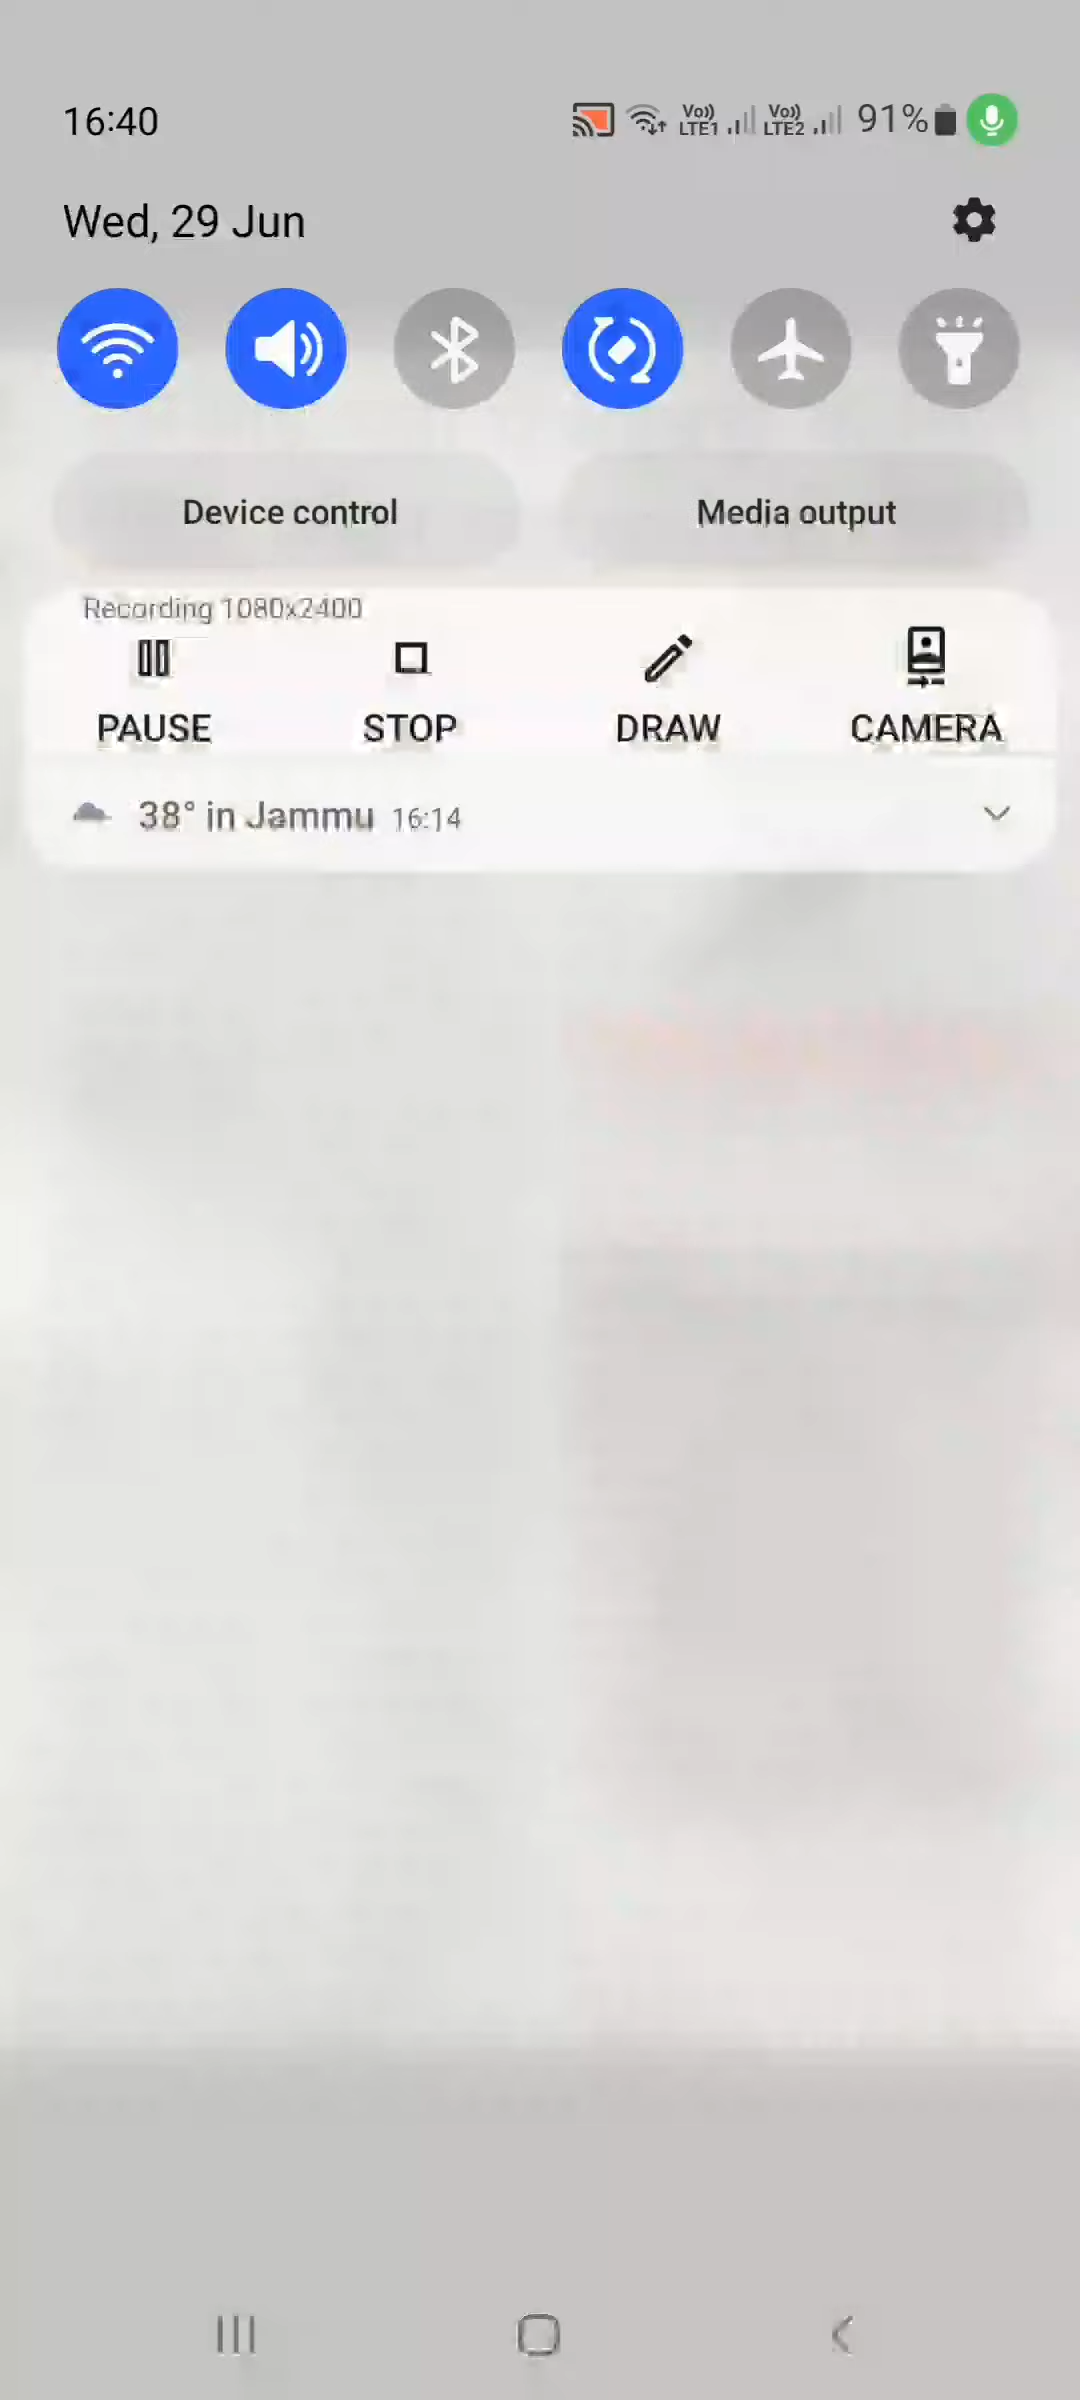 16:40
Vo)) LTE1 Vo)) LTE2 91%
Wed, 29 Jun
Device control Media output
Recording 1080x2400
PAUSE STOP DRAW CAMERA
38° in Jammu 16:14